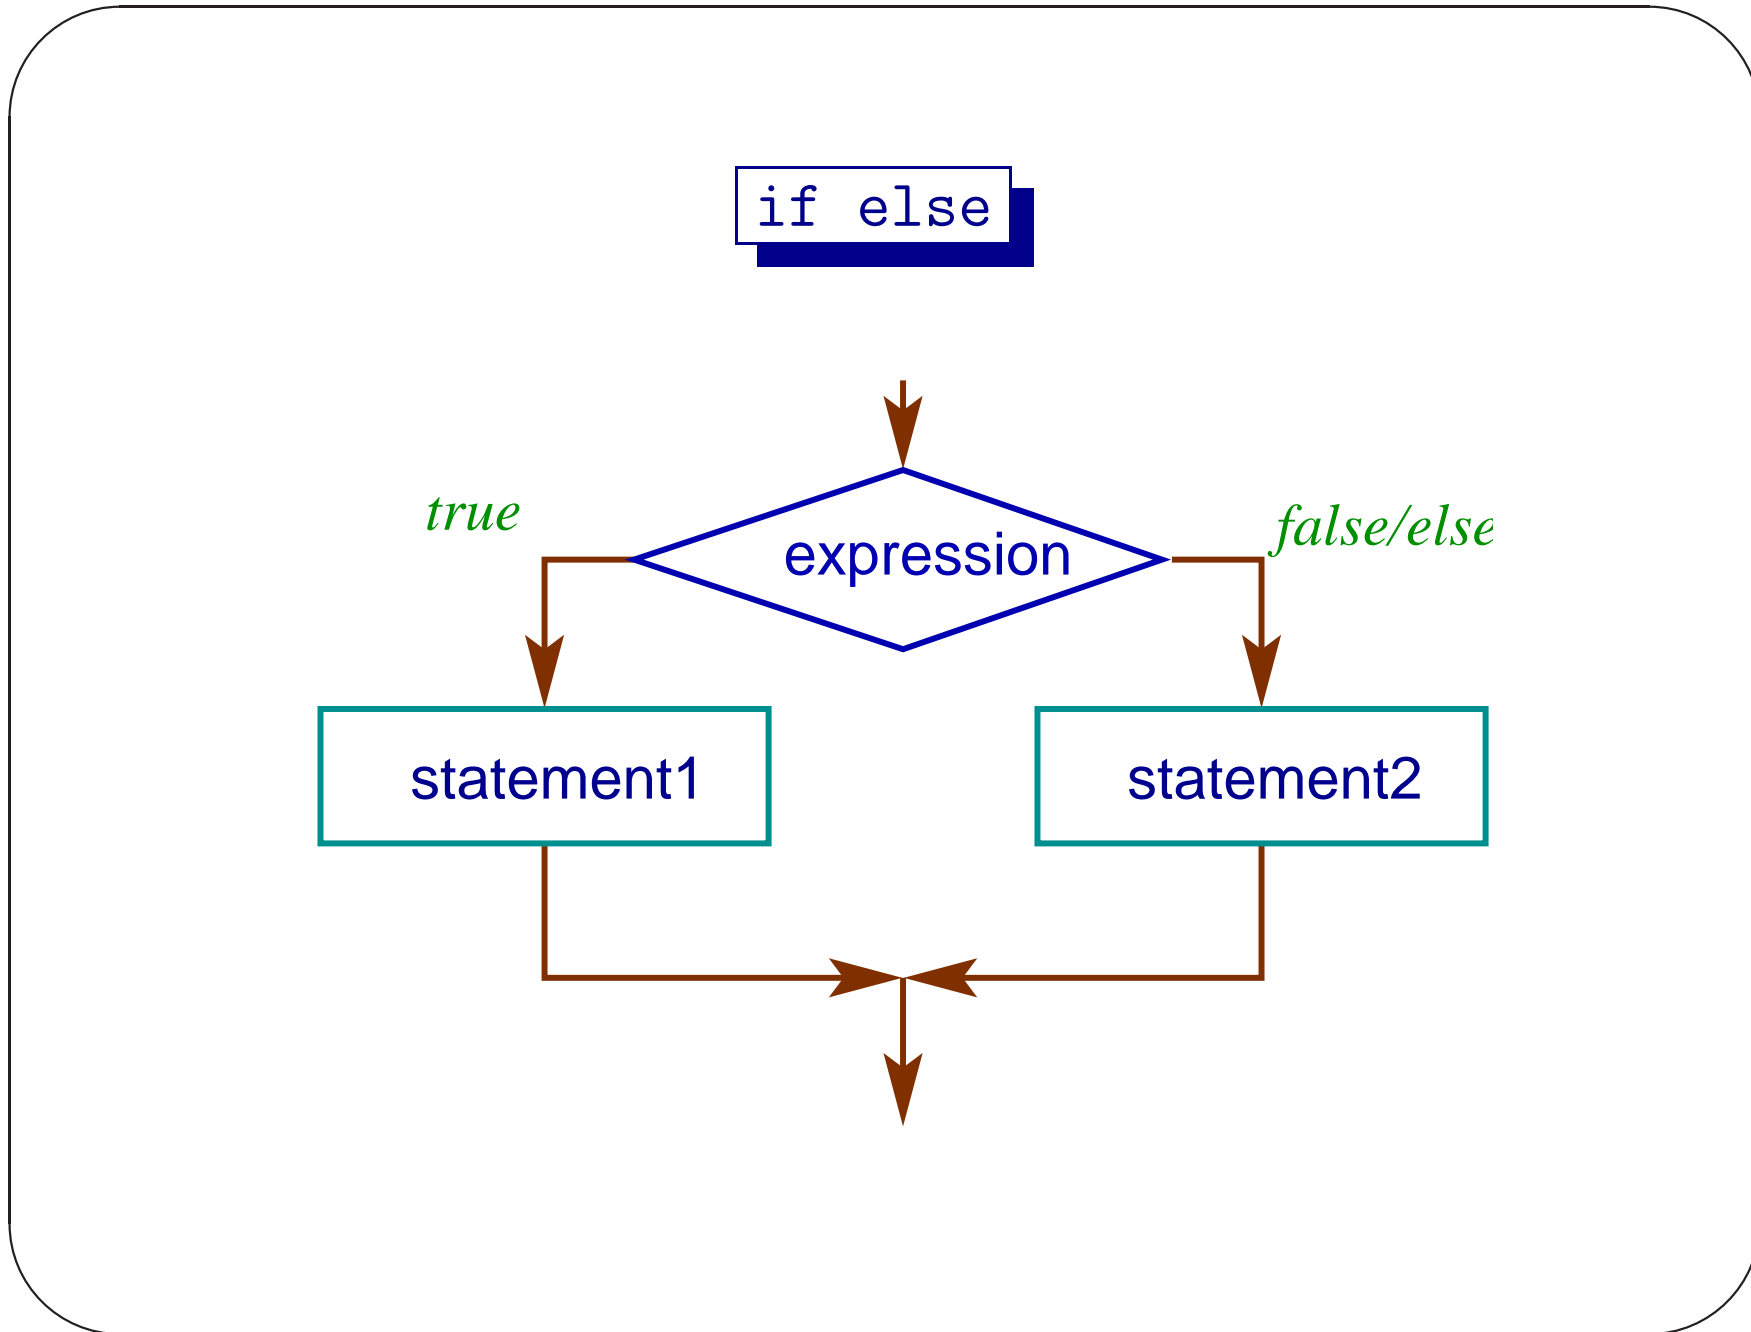 if else
true
false/else
expression
statement1
statement2